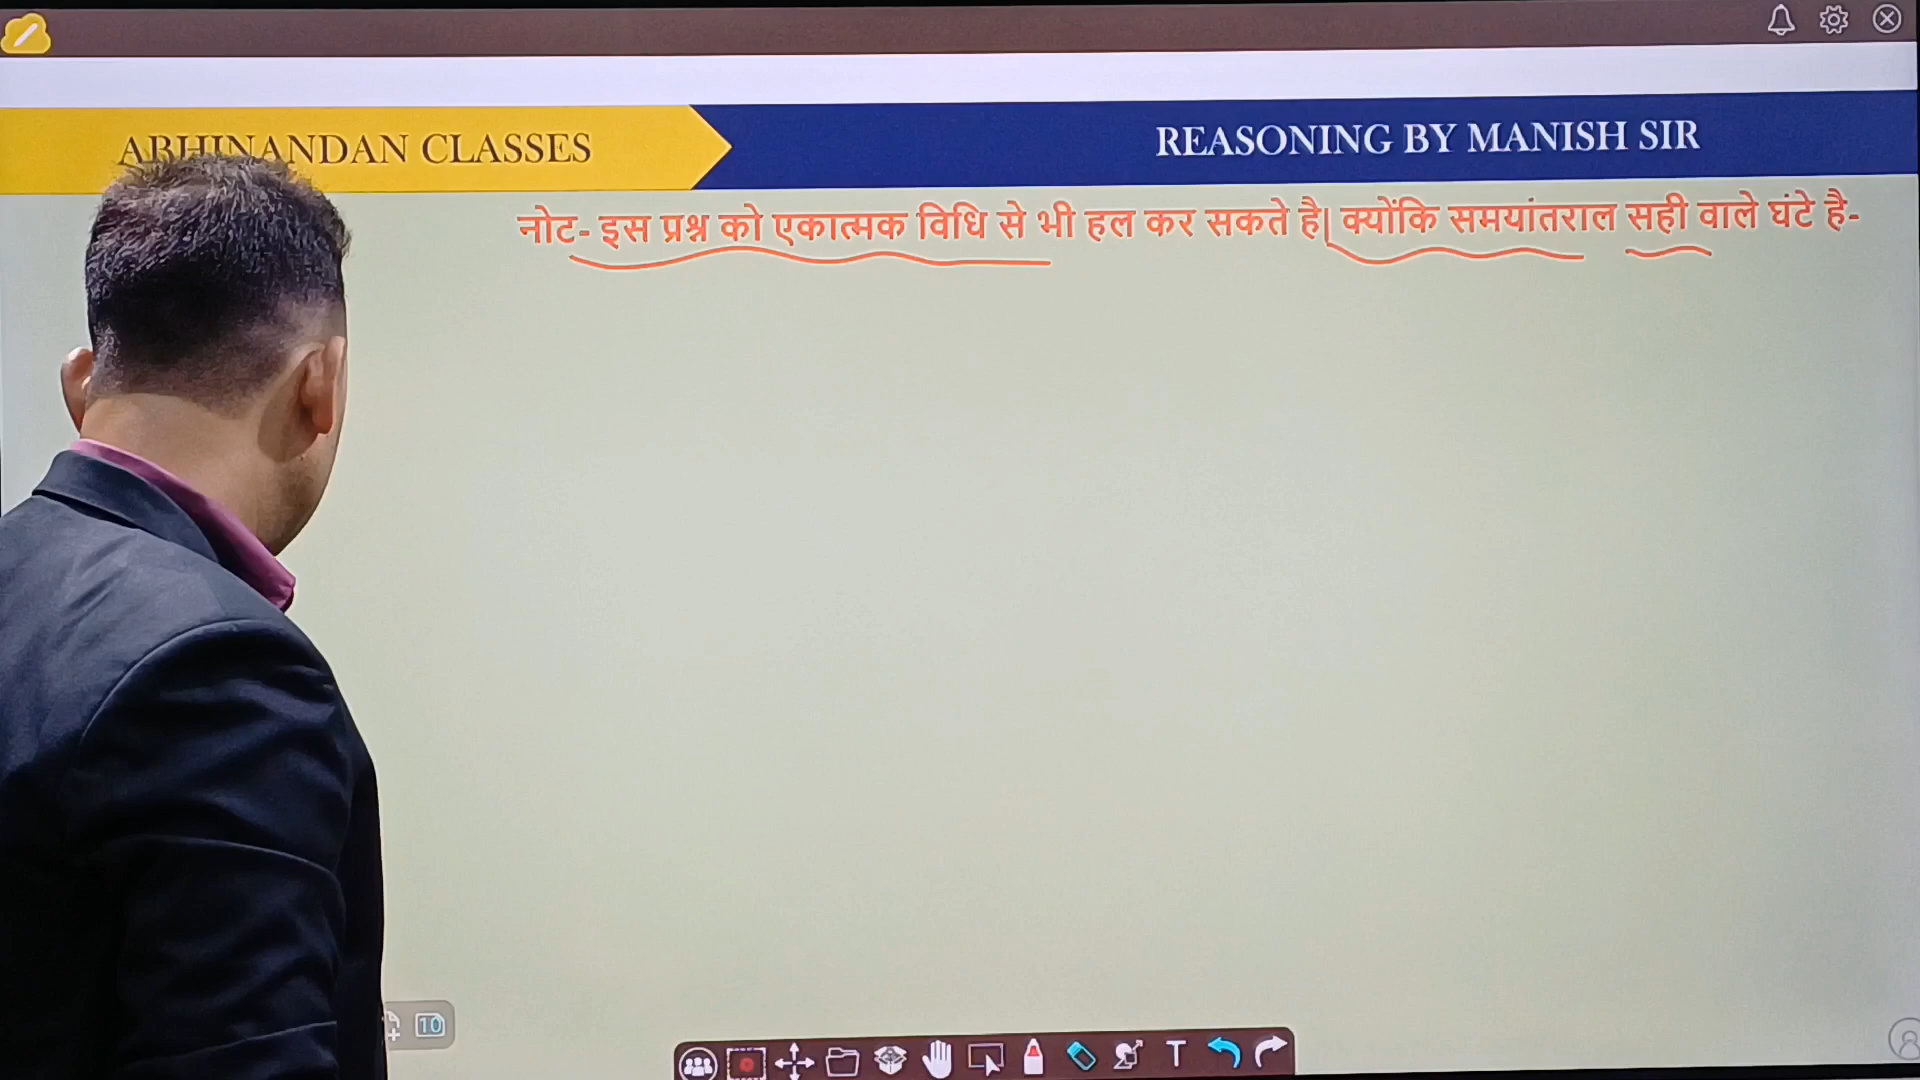 ABHINANDAN CLASSES
REASONING BY MANISH SIR
नोट- इस प्रश्न को एकात्मक विधि से भी हल कर सकते है| क्योंकि समयांतराल सही वाले घंटे है-
10
T